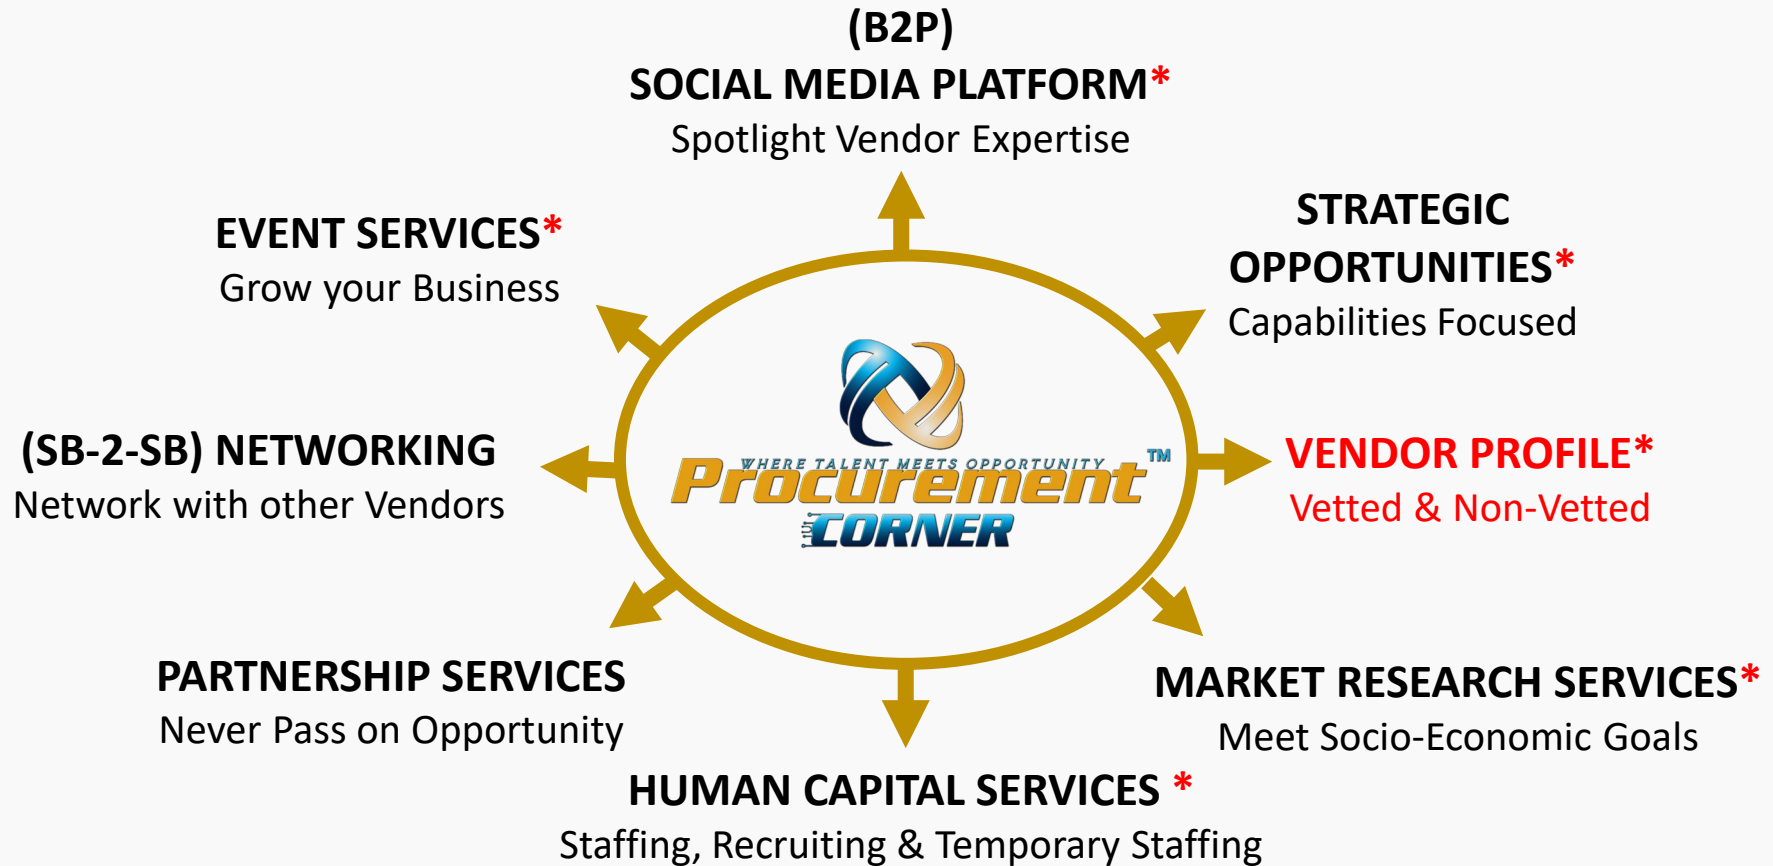 (B2P)
SOCIAL MEDIA PLATFORM*
Spotlight Vendor Expertise
STRATEGIC
OPPORTUNITIES*
Capabilities Focused
EVENT SERVICES*
Grow your Business
(SB-2-SB) NETWORKING
Network with other Vendors
WHERE TALENT MEETS OPPORTUNITY
Procurement™
CORNER
VENDOR PROFILE*
Vetted & Non-Vetted
PARTNERSHIP SERVICES
Never Pass on Opportunity
MARKET RESEARCH SERVICES*
Meet Socio-Economic Goals
HUMAN CAPITAL SERVICES *
Staffing, Recruiting & Temporary Staffing